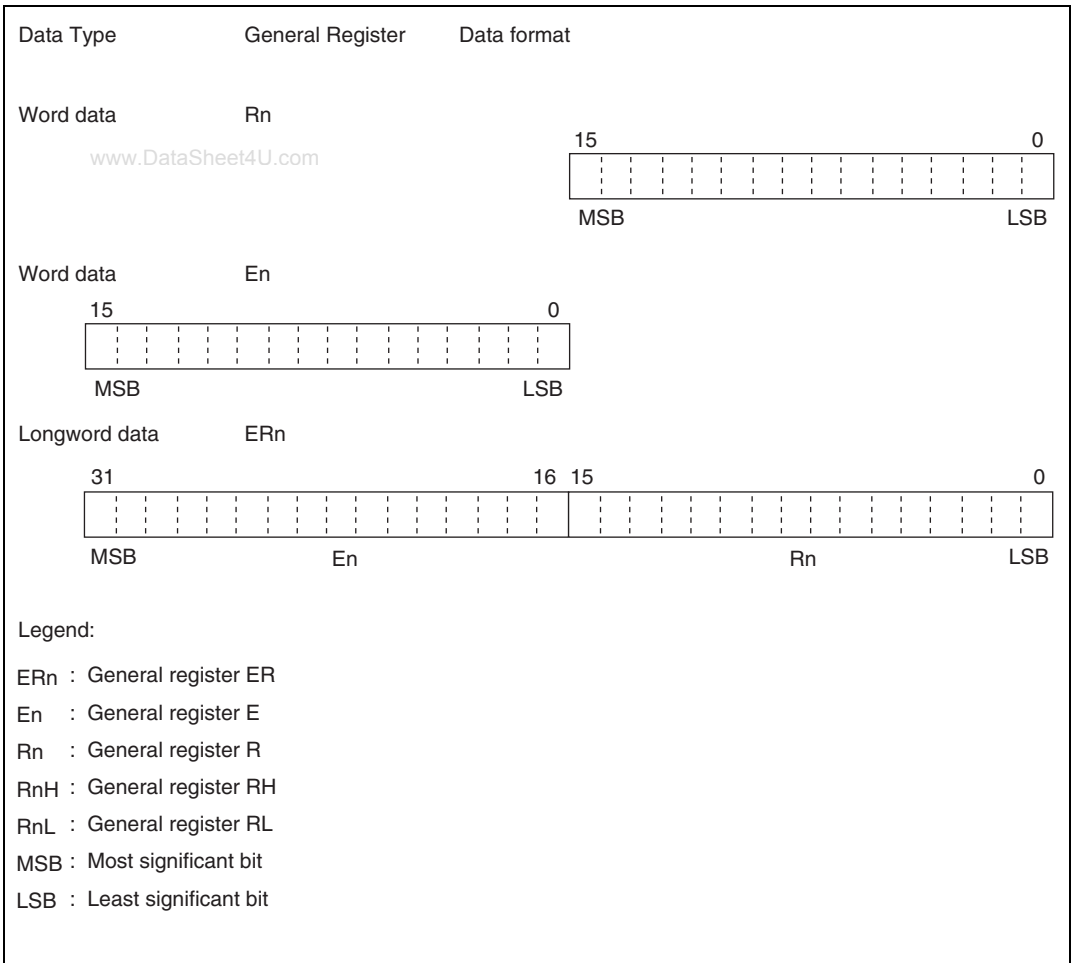 Data Type General Register Data format
Word data Rn
15 0
www.DataSheet4U.com
MSB LSB
Word data En
15 0
MSB LSB
Longword data ERn
31 16 15 0
MSB En Rn LSB
Legend:
ERn : General register ER
En : General register E
Rn : General register R
RnH : General register RH
RnL : General register RL
MSB : Most significant bit
LSB : Least significant bit